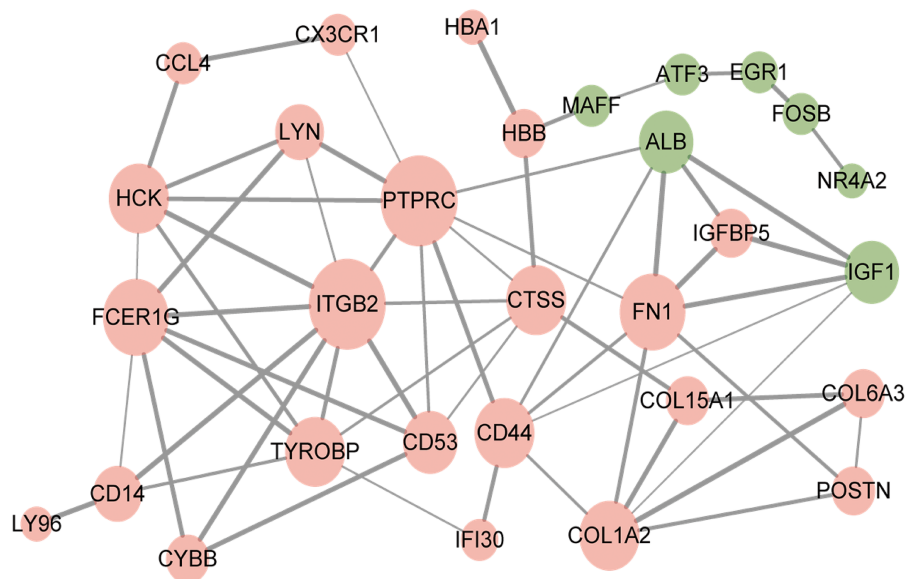 HBA1
CX3CR1
CCL4
ATF3
EGR1
MAFF
FOSB
LYN
HBB
ALB
NR4A2
HCK
PTPRC
IGFBP5
IGF1
ITGB2
CTSS
FCER1G
FN1
COL15A1
COL6A3
CD53
CD44
TYROBP
CD14
POSTN
LY96
COL1A2
IFI30
CYBB